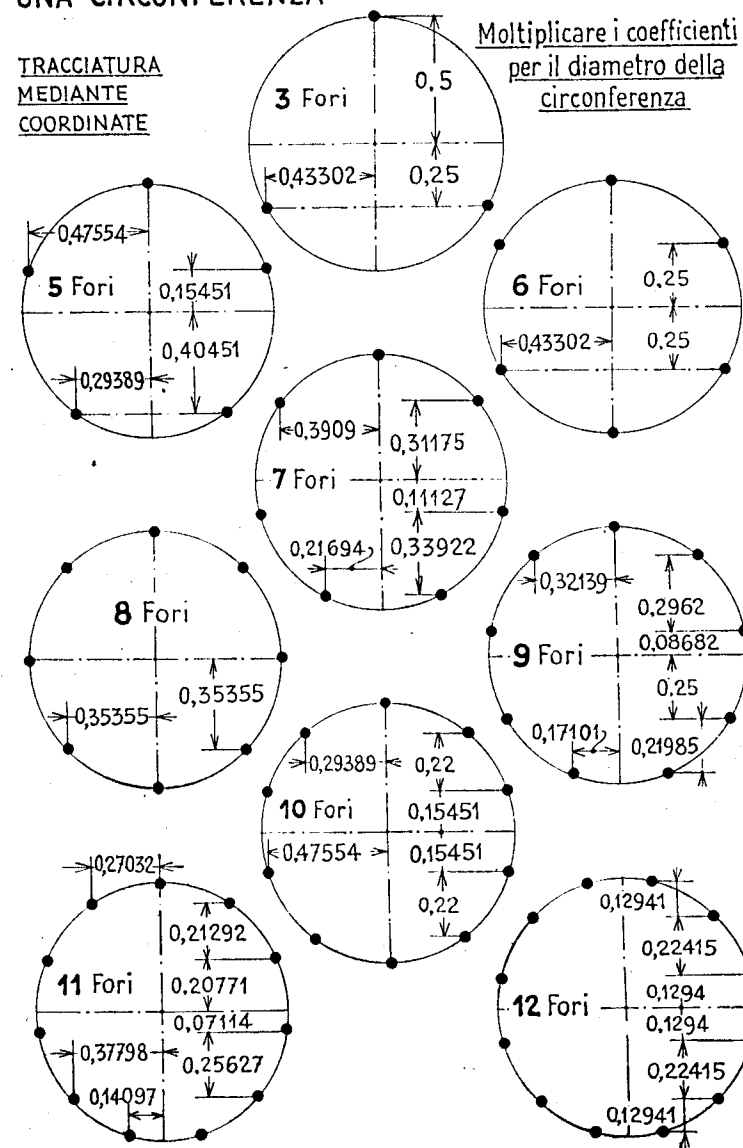 UNA CIRCONFERENZA
TRACCIATURA
MEDIANTE
COORDINATE
Moltiplicare i coefficienti
per il diametro della
circonferenza
3 Fori
0,5
0,43302
0,25
5 Fori
0,47554
0,15451
0,40451
0,29389
6 Fori
0,25
0,43302
0,25
7 Fori
0,3909
0,31175
0,11127
0,21694
0,33922
8 Fori
0,35355
0,35355
9 Fori
0,32139
0,2962
0,08682
0,25
0,17101
0,21985
10 Fori
0,29389
0,22
0,15451
0,47554
0,15451
0,22
11 Fori
0,27032
0,21292
0,20771
0,07114
0,37798
0,25627
0,14097
12 Fori
0,12941
0,22415
0,1294
0,1294
0,22415
0,12941